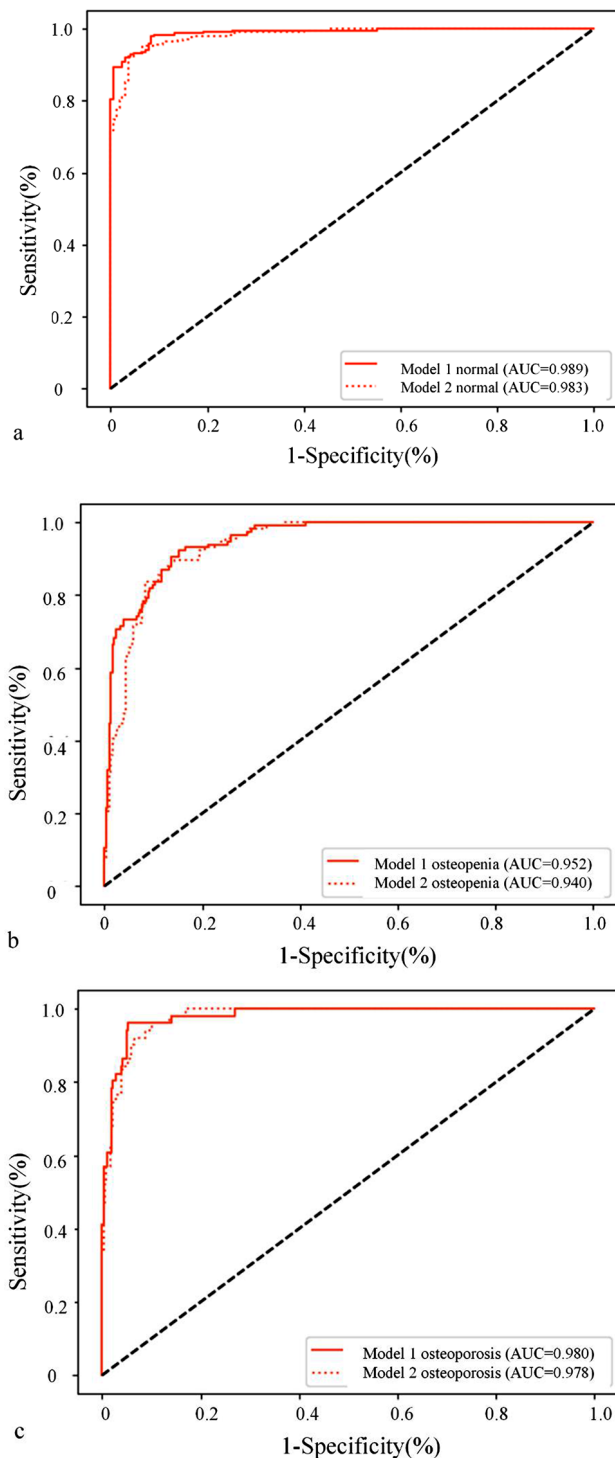 1.0
0.8
0.6
0.4
0.2
0
Sensitivity(%)
Model 1 normal (AUC=0.989)
Model 2 normal (AUC=0.983)
0 0.2 0.4 0.6 0.8 1.0
1-Specificity(%)
a
1.0
0.8
0.6
0.4
0.2
0
Sensitivity(%)
Model 1 osteopenia (AUC=0.952)
Model 2 osteopenia (AUC=0.940)
0 0.2 0.4 0.6 0.8 1.0
1-Specificity(%)
b
1.0
0.8
0.6
0.4
0.2
0
Sensitivity(%)
Model 1 osteoporosis (AUC=0.980)
Model 2 osteoporosis (AUC=0.978)
0 0.2 0.4 0.6 0.8 1.0
1-Specificity(%)
c